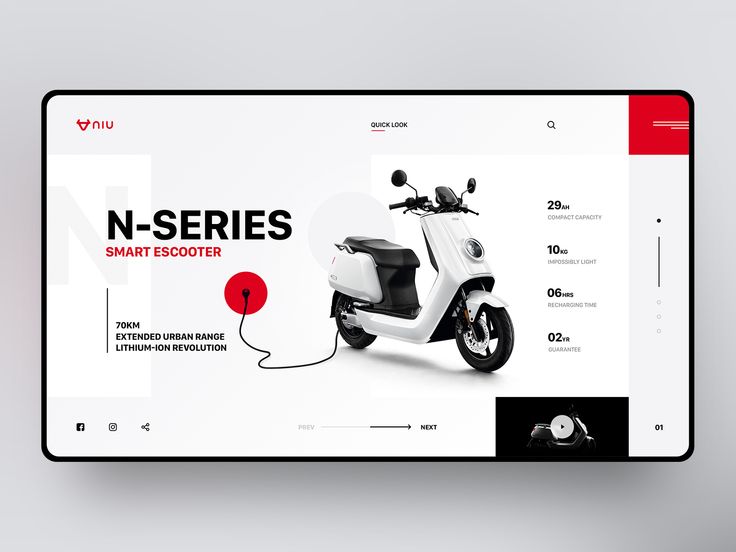 NIU
QUICK LOOK
N
N-SERIES
SMART ESCOOTER
70KM
EXTENDED URBAN RANGE
LITHIUM-ION REVOLUTION
29AH
COMPACT CAPACITY
10KG
IMPOSSIBLY LIGHT
06HRS
RECHARGING TIME
02YR
GUARANTEE
PREV
NEXT
01